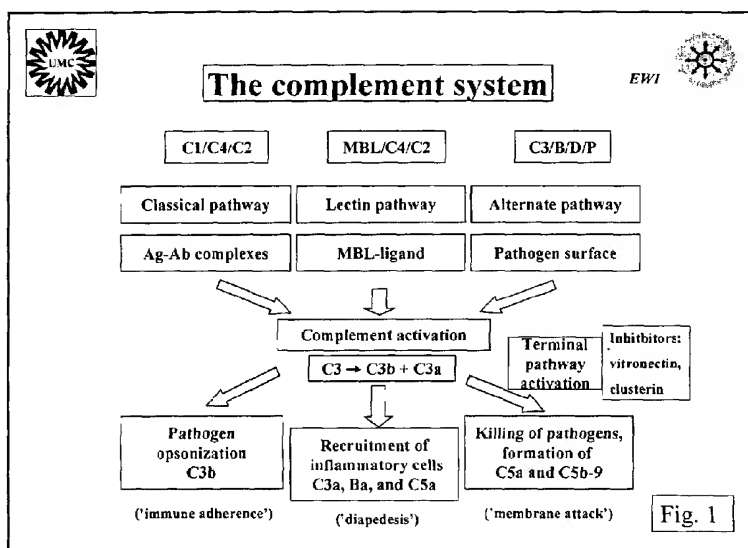 UMC
The complement system
EWI
C1/C4/C2
MBL/C4/C2
C3/B/D/P
Classical pathway
Lectin pathway
Alternate pathway
Ag-Ab complexes
MBL-ligand
Pathogen surface
Complement activation
C3 → C3b + C3a
Terminal
pathway
activation
Inhitbitors:
vitronectin,
clusterin
Pathogen
opsonization
C3b
Recruitment of
inflammatory cells
C3a, Ba, and C5a
Killing of pathogens,
formation of
C5a and C5b-9
('immune adherence')
('diapedesis')
('membrane attack')
Fig. 1